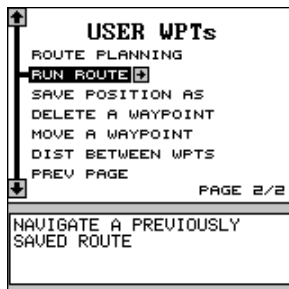 USER WPTs
ROUTE PLANNING
RUN ROUTE
SAVE POSITION AS
DELETE A WAYPOINT
MOVE A WAYPOINT
DIST BETWEEN WPTS
PREV PAGE
PAGE 2/2
NAVIGATE A PREVIOUSLY
SAVED ROUTE